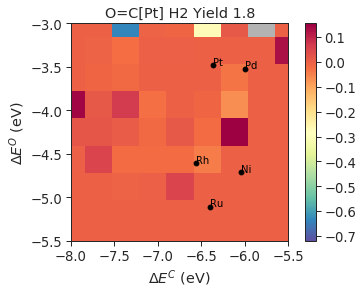 O=C[Pt] H2 Yield 1.8
−3.0
−3.5
−4.0
−4.5
−5.0
−5.5
ΔE^O (eV)
Pt
Pd
Rh
Ni
Ru
−8.0 −7.5 −7.0 −6.5 −6.0 −5.5
ΔE^C (eV)
0.1
0.0
−0.1
−0.2
−0.3
−0.4
−0.5
−0.6
−0.7